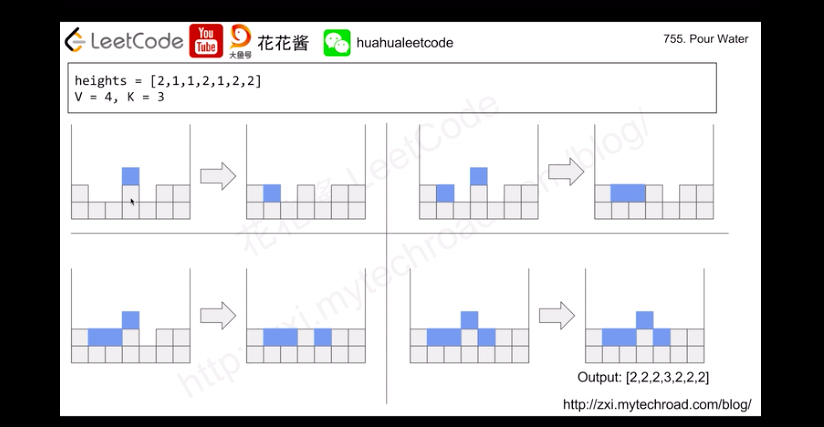 LeetCode
You
Tube
大鱼号
花花酱
huahualeetcode
755. Pour Water
heights = [2,1,1,2,1,2,2]
V = 4, K = 3
花花酱 LeetCode
http://zxi.mytechroad.com/blog/
Output: [2,2,2,3,2,2,2]
http://zxi.mytechroad.com/blog/